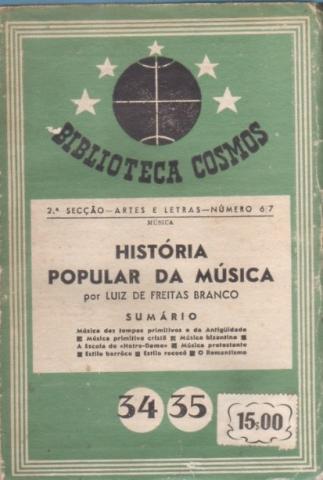 BIBLIOTECA COSMOS
2.ª SECÇÃO—ARTES E LETRAS—NÚMERO 6/7
MÚSICA
HISTÓRIA
POPULAR DA MÚSICA
por LUIZ DE FREITAS BRANCO
SUMÁRIO
Música dos tempos primitivos e da Antigüidade
■ Música primitiva cristã ■ Música bizantina ■
A Escola de «Notre-Dame» ■ Música protestante
■ Estilo barrôco ■ Estilo rococó ■ O Romantismo
34 35
15$00